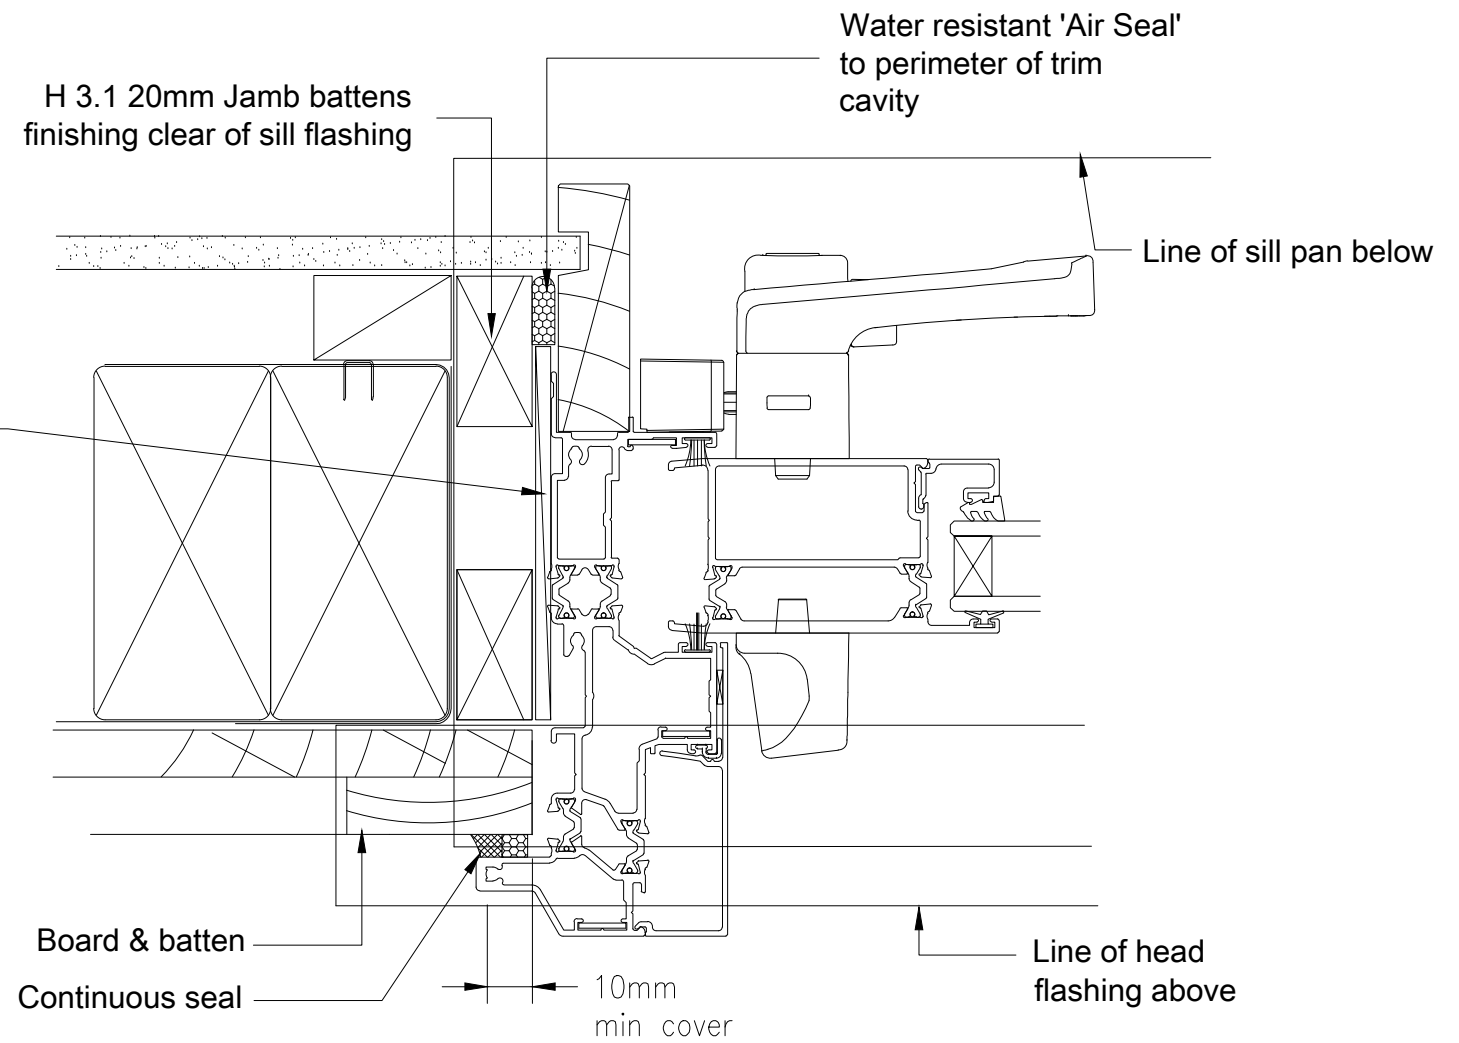 Water resistant 'Air Seal'
to perimeter of trim
cavity
H 3.1 20mm Jamb battens
finishing clear of sill flashing
Line of sill pan below
Board & batten
Continuous seal
10mm
min cover
Line of head
flashing above